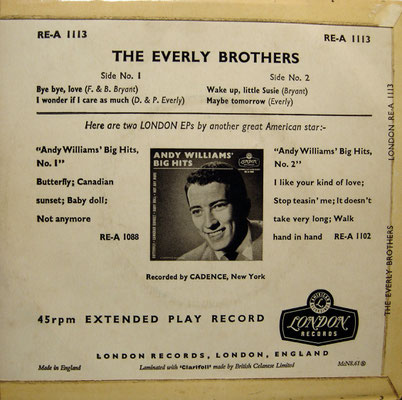 RE-A 1113
RE-A 1113
THE EVERLY BROTHERS
Side No. 1
Bye bye, love (F. & B. Bryant)
I wonder if I care as much (D. & P. Everly)
Side No. 2
Wake up, little Susie (Bryant)
Maybe tomorrow (Everly)
Here are two LONDON EPs by another great American star:-
"Andy Williams' Big Hits,
No. 1"
Butterfly; Canadian
sunset; Baby doll;
Not anymore
RE-A 1088
ANDY WILLIAMS'
BIG HITS
LONDON
"Andy Williams' Big Hits,
No. 2"
I like your kind of love;
Stop teasin' me; It doesn't
take very long; Walk
hand in hand RE-A 1102
Recorded by CADENCE, New York
45rpm EXTENDED PLAY RECORD
LONDON
RECORDS
LONDON RECORDS, LONDON, ENGLAND
Made in England
Laminated with 'Clarifoil' made by British Celanese Limited
McNR.61
THE EVERLY BROTHERS
LONDON RE-A 1113